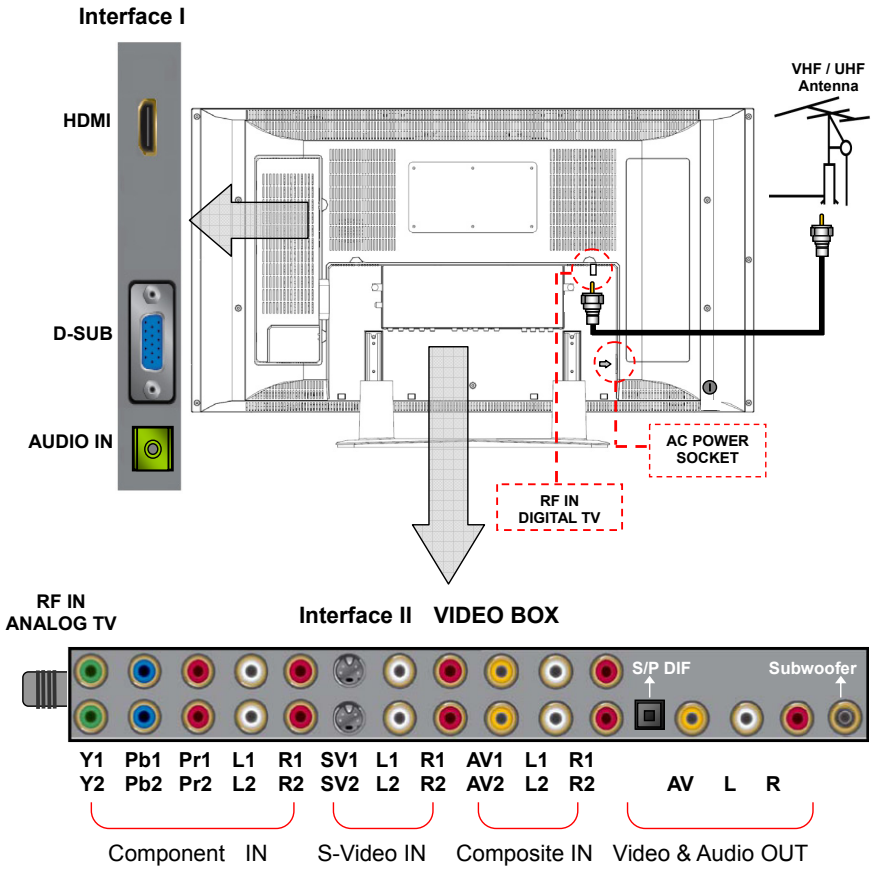 Interface I
HDMI
VHF / UHF
Antenna
D-SUB
AUDIO IN
AC POWER
SOCKET
RF IN
DIGITAL TV
RF IN
ANALOG TV
Interface II VIDEO BOX
S/P DIF
Subwoofer
Y1 Pb1 Pr1 L1 R1 SV1 L1 R1 AV1 L1 R1
Y2 Pb2 Pr2 L2 R2 SV2 L2 R2 AV2 L2 R2 AV L R
Component IN S-Video IN Composite IN Video & Audio OUT